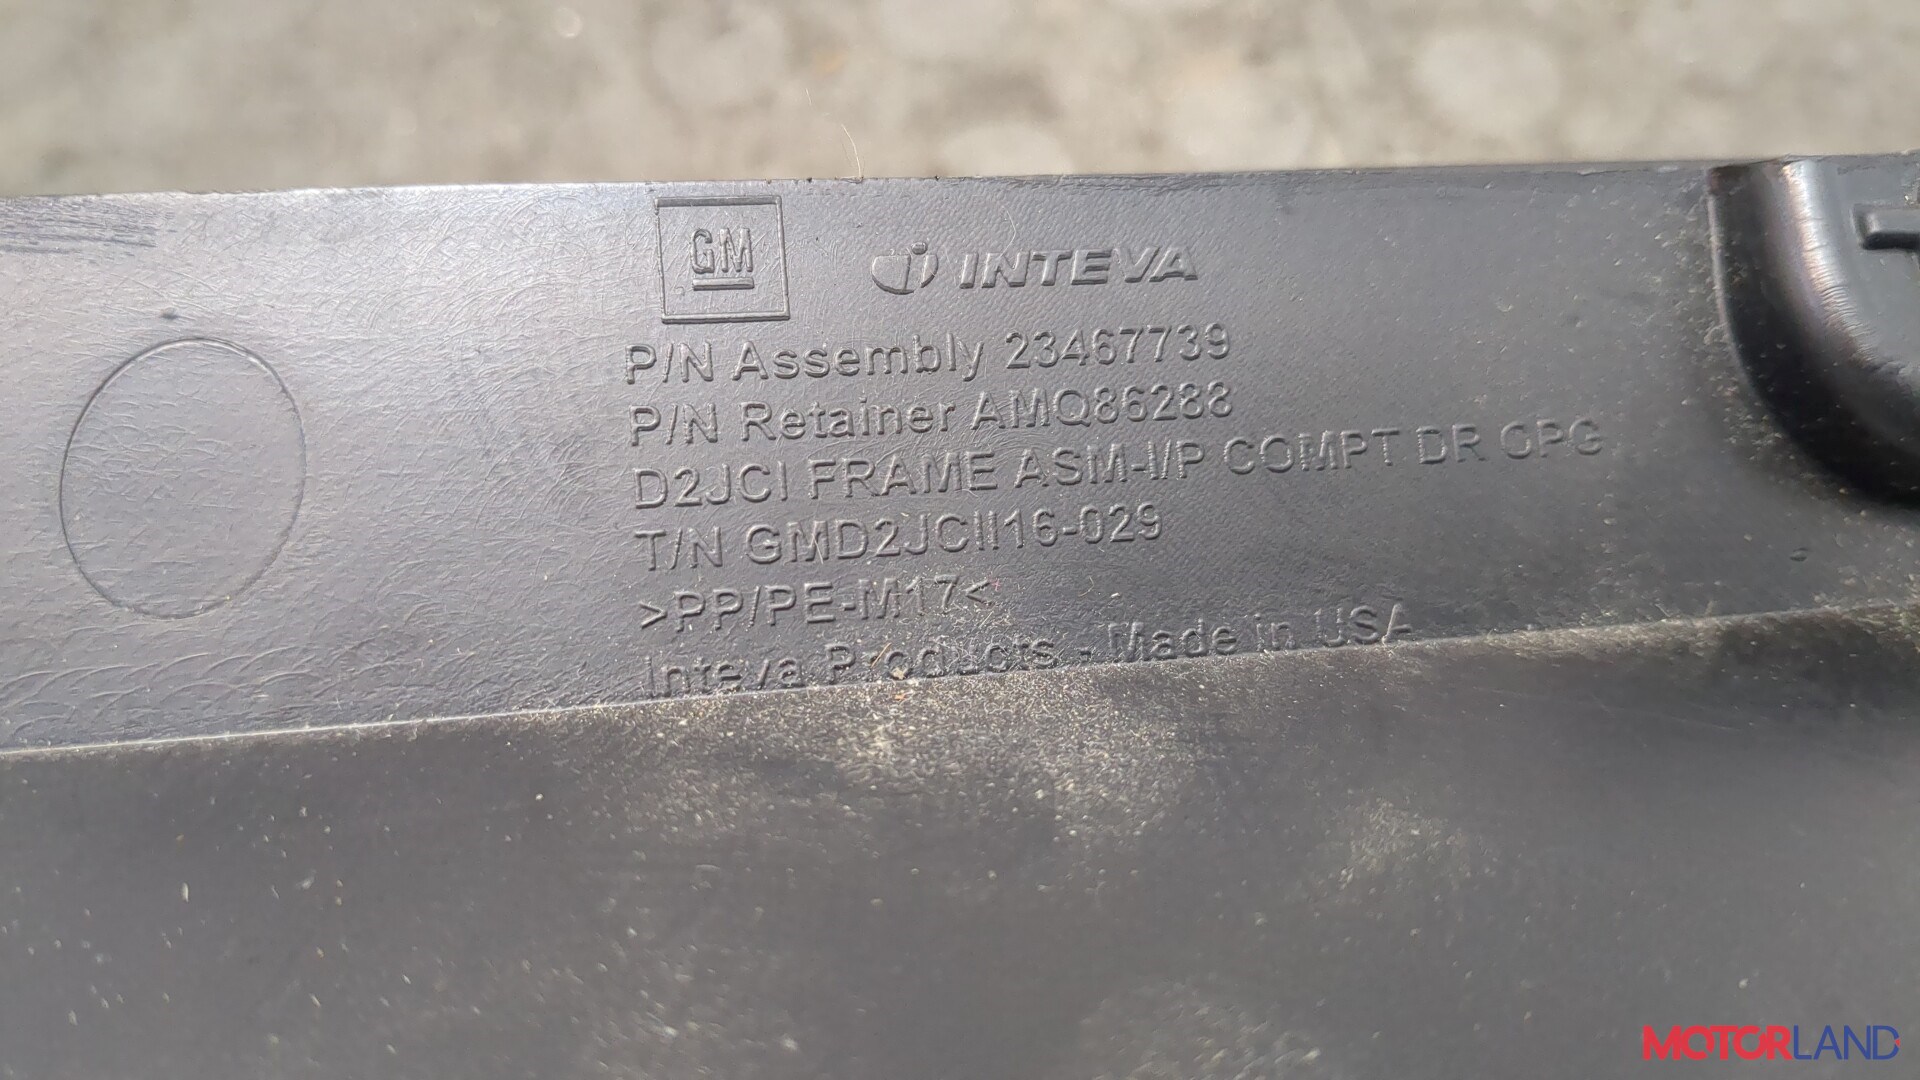 GM
INTEVA
P/N Assembly 23467739
P/N Retainer AMQ86288
D2JCI FRAME ASM-I/P COMPT DR OPG
T/N GMD2JCII16-029
>PP/PE-M17<
Inteva Products - Made in USA
MOTORLAND